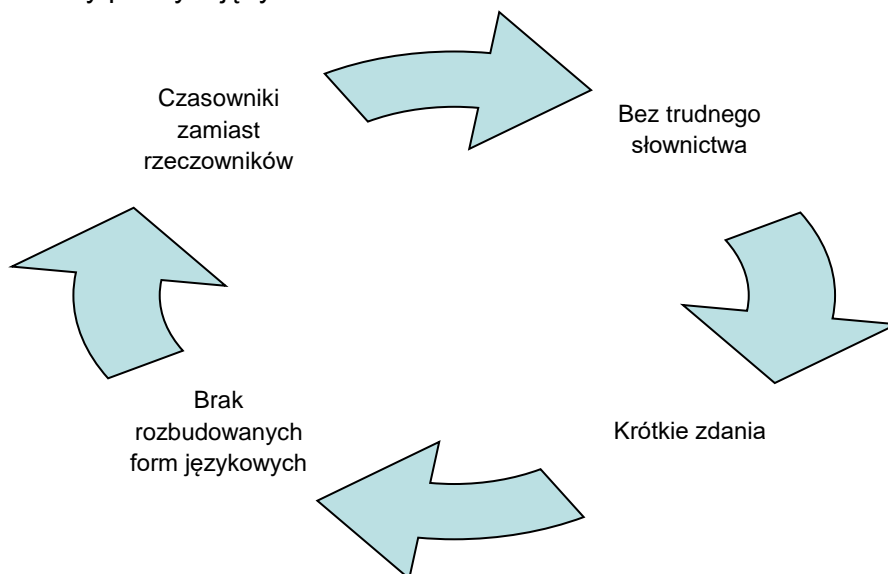 Czasowniki
zamiast
rzeczowników
Bez trudnego
słownictwa
Krótkie zdania
Brak
rozbudowanych
form językowych